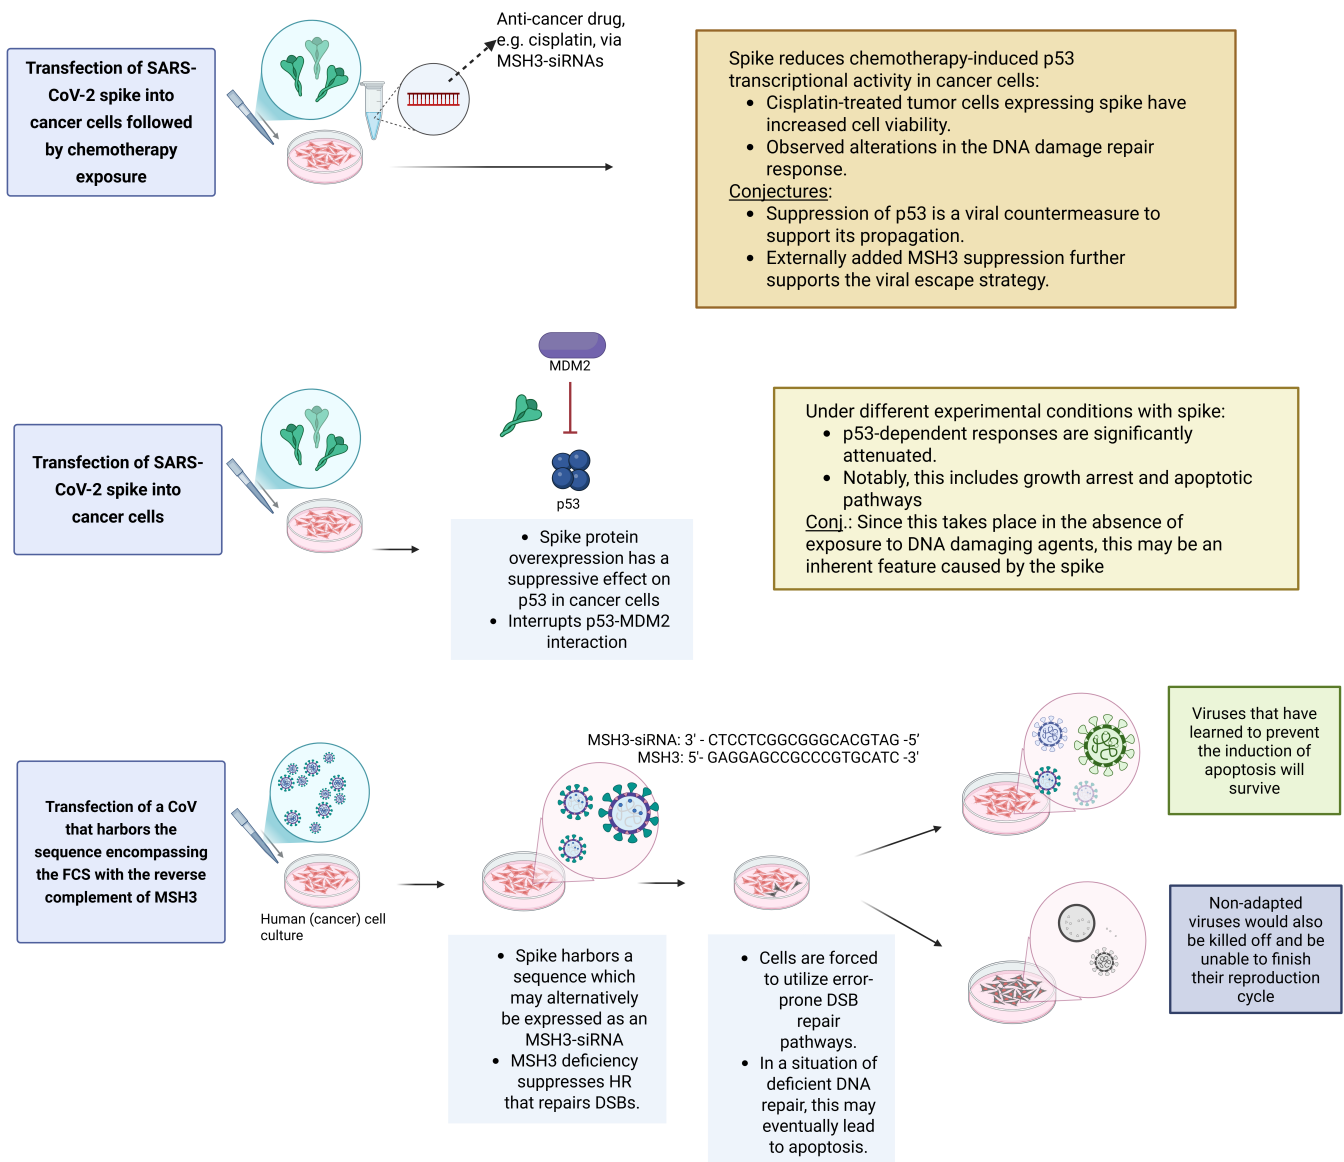 Transfection of SARS-
CoV-2 spike into
cancer cells followed
by chemotherapy
exposure
Anti-cancer drug,
e.g. cisplatin, via
MSH3-siRNAs
Spike reduces chemotherapy-induced p53
transcriptional activity in cancer cells:
• Cisplatin-treated tumor cells expressing spike have
increased cell viability.
• Observed alterations in the DNA damage repair
response.
Conjectures:
• Suppression of p53 is a viral countermeasure to
support its propagation.
• Externally added MSH3 suppression further
supports the viral escape strategy.
Transfection of SARS-
CoV-2 spike into
cancer cells
MDM2
p53
• Spike protein
overexpression has a
suppressive effect on
p53 in cancer cells
• Interrupts p53-MDM2
interaction
Under different experimental conditions with spike:
• p53-dependent responses are significantly
attenuated.
• Notably, this includes growth arrest and apoptotic
pathways
Conj.: Since this takes place in the absence of
exposure to DNA damaging agents, this may be an
inherent feature caused by the spike
Transfection of a CoV
that harbors the
sequence encompassing
the FCS with the reverse
complement of MSH3
Human (cancer) cell
culture
MSH3-siRNA: 3' - CTCCTCGGCGGGCACGTAG -5’
MSH3: 5'- GAGGAGCCGCCCGTGCATC -3'
• Spike harbors a
sequence which
may alternatively
be expressed as an
MSH3-siRNA
• MSH3 deficiency
suppresses HR
that repairs DSBs.
• Cells are forced
to utilize error-
prone DSB
repair
pathways.
• In a situation of
deficient DNA
repair, this may
eventually lead
to apoptosis.
Viruses that have
learned to prevent
the induction of
apoptosis will
survive
Non-adapted
viruses would also
be killed off and be
unable to finish
their reproduction
cycle